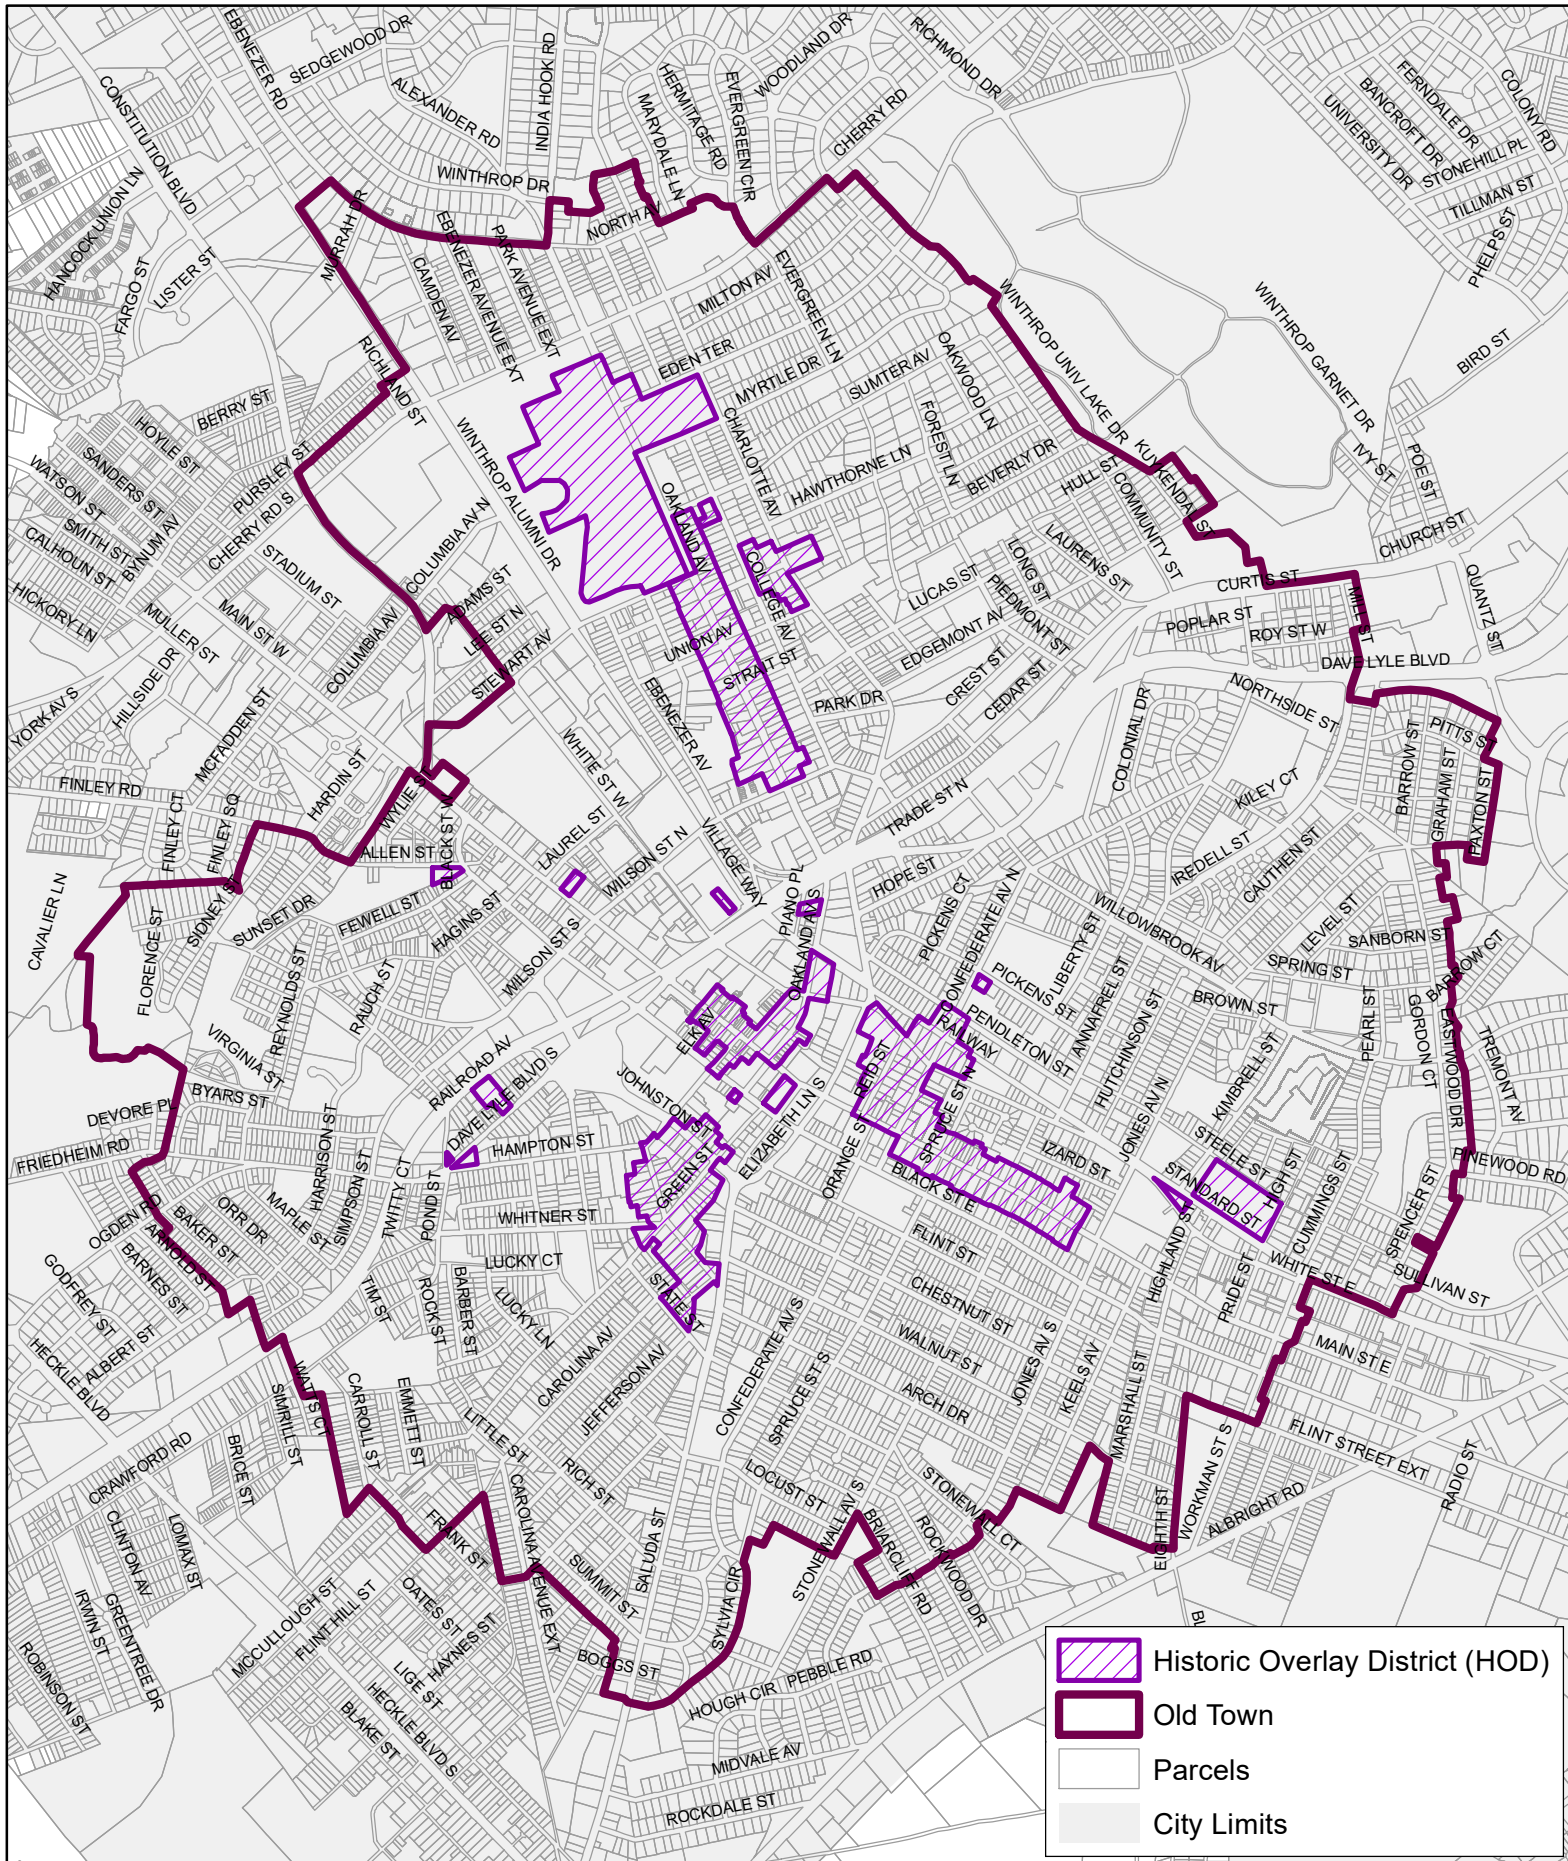 EBENEZER RD
SEDGEWOOD DR
ALEXANDER RD
INDIA HOOK RD
HERMITAGE RD
MARYDALE LN
EVERGREEN CIR
WOODLAND DR
RICHMOND DR
CHERRY RD
FERNDALE DR
COLONY RD
BANCROFT DR
UNIVERSITY DR
STONEHILL PL
TILLMAN ST
PHELPS ST
CONSTITUTION BLVD
HANCOCK UNION LN
WINTHROP DR
NORTH AV
MURRAH DR
FARGO ST
LISTER ST
CAMDEN AV
EBENEZER AVENUE EXT
PARK AVENUE EXT
MILTON AV
EVERGREEN LN
WINTHROP UNIV LAKE DR
WINTHROP GARNET DR
BIRD ST
RICHLAND ST
EDEN TER
MYRTLE DR
SUMTER AV
OAKWOOD LN
BERRY ST
HOYLE ST
SANDERS ST
WATSON ST
SMITH ST
CALHOUN ST
BYNUM AV
PURSLEY ST
CHERRY RD S
WINTHROP ALUMNI DR
CHARLOTTE AV
FOREST LN
HAWTHORNE LN
BEVERLY DR
HULL ST
KUYKENDAL ST
COMMUNITY ST
IVY ST
POE ST
CHURCH ST
OAKLAND AV
COLUMBIA AV N
STADIUM ST
HICKORY LN
MULLER ST
MAIN ST W
COLUMBIA AV
ADAMS ST
LEE ST N
STEWART AV
COLLEGE AV
UNION AV
STRAIT ST
LUCAS ST
LONG ST
LAURENS ST
PIEDMONT ST
EDGEMONT AV
CREST ST
CEDAR ST
CURTIS ST
POPLAR ST
ROY ST W
MILL ST
QUANTZ ST
DAVE LYLE BLVD
NORTHSIDE ST
YORK AV S
HILLSIDE DR
MCFADDEN ST
EBENEZER AV
PARK DR
COLONIAL DR
PITTS ST
BARROW ST
GRAHAM ST
PAXTON ST
FINLEY RD
FINLEY CT
FINLEY SQ
HARDIN ST
WYLIE ST
BLACK ST W
ALLEN ST
WHITE ST W
LAUREL ST
WILSON ST N
VILLAGE WAY
TRADE ST N
KILEY CT
IREDELL ST
CAUTHEN ST
HOPE ST
PIANO PL
OAKLAND AV S
PICKENS CT
CONFEDERATE AV N
WILLOWBROOK AV
LEVEL ST
SANBORN ST
SPRING ST
BARROW CT
CAVALIER LN
FLORENCE ST
SIDNEY ST
SUNSET DR
FEWELL ST
HAGINS ST
WILSON ST S
REYNOLDS ST
RAUCH ST
VIRGINIA ST
PICKENS ST
LIBERTY ST
ANNAFREL ST
HUTCHINSON ST
BROWN ST
PEARL ST
GORDON CT
EASTWOOD DR
TREMONT AV
ELK AV
RAILWAY
PENDLETON ST
REID ST
KIMBRELL ST
RAILROAD AV
DAVE LYLE BLVD S
JOHNSTON ST
DEVORE PL
BYARS ST
FRIEDHEIM RD
HARRISON ST
SIMPSON ST
HAMPTON ST
GREEN ST
ELIZABETH LN S
ORANGE ST
SPRUCE ST N
BLACK ST E
IZARD ST
JONES AV N
STEELE ST
STANDARD ST
HIGH ST
CUMMINGS ST
SPENCER ST
PINEWOOD RD
OGDEN RD
ARNOLD ST
BAKER ST
ORR DR
MAPLE ST
TWITTY CT
POND ST
WHITNER ST
LUCKY CT
LUCKY LN
BARBER ST
ROCK ST
TIM ST
STATE ST
FLINT ST
HIGHLAND ST
PRIDE ST
WHITE ST E
SULLIVAN ST
GODFREY ST
BARNES ST
ALBERT ST
HECKLE BLVD
CHESTNUT ST
WALNUT ST
ARCH DR
CONFEDERATE AV S
SPRUCE ST S
JONES AV S
KEELS AV
MARSHALL ST
MAIN ST E
CAROLINA AV
JEFFERSON AV
WATTS CT
CARROLL ST
EMMETT ST
SIMRILL ST
BRICE ST
CRAWFORD RD
CLINTON AV
LOMAX ST
LITTLE ST
RICH ST
LOCUST ST
STONEWALL CT
STONEWALL AV S
BRIARCLIFF RD
ROCKWOOD DR
EIGHTH ST
WORKMAN ST S
FLINT STREET EXT
ALBRIGHT RD
RADIO ST
FRANK ST
CAROLINA AVENUE EXT
SUMMIT ST
SALUDA ST
SYLVIA CIR
IRWIN ST
GREENTREE DR
ROBINSON ST
MCCULLOUGH ST
FLINT HILL ST
OATES ST
HAYNES ST
LIGE ST
HECKLE BLVD S
BLAKE ST
BOGGS ST
HOUGH CIR
PEBBLE RD
MIDVALE AV
ROCKDALE ST
BL
Historic Overlay District (HOD)
Old Town
Parcels
City Limits